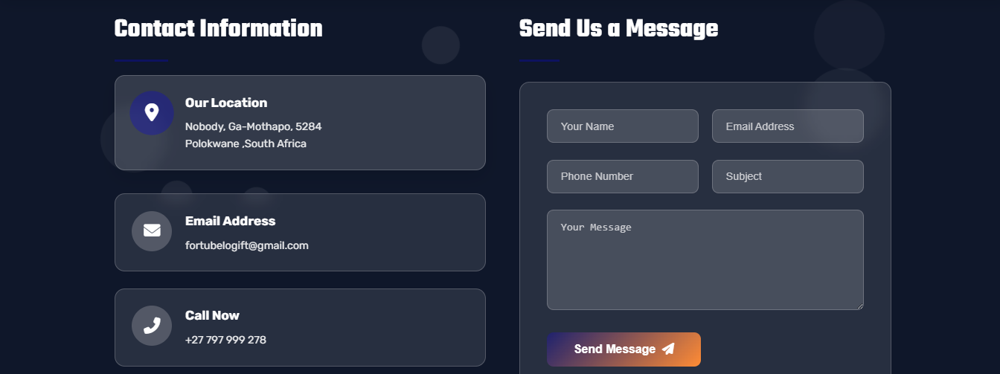 Contact Information
Our Location
Nobody, Ga-Mothapo, 5284
Polokwane ,South Africa
Email Address
fortubelogift@gmail.com
Call Now
+27 797 999 278
Send Us a Message
Your Name
Email Address
Phone Number
Subject
Your Message
Send Message